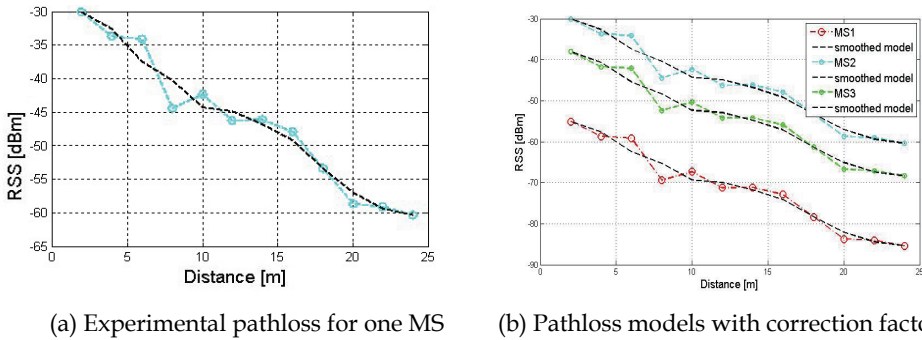 -30
-35
-40
-45
-50
-55
-60
-65
RSS [dBm]
0 5 10 15 20 25
Distance [m]
(a) Experimental pathloss for one MS
-30
-40
-50
-60
-70
-80
-90
RSS [dBm]
0 5 10 15 20 25
Distance [m]
MS1
smoothed model
MS2
smoothed model
MS3
smoothed model
(b) Pathloss models with correction facto